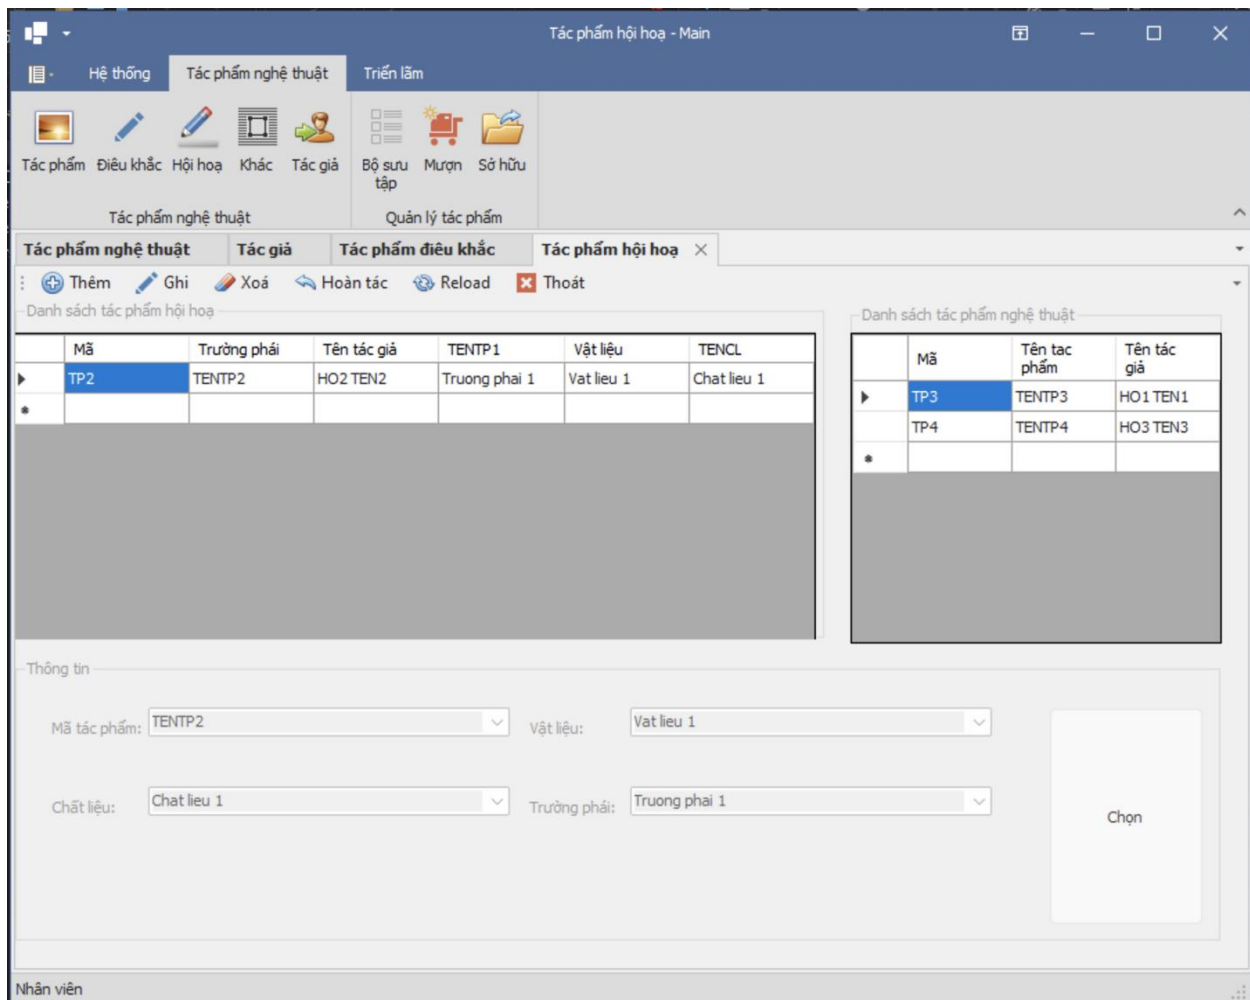 Tác phẩm hội hoạ - Main
Hệ thống Tác phẩm nghệ thuật Triển lãm
Tác phẩm Điêu khắc Hội hoạ Khác Tác giả Bộ sưu tập Mượn Sở hữu
Tác phẩm nghệ thuật Quản lý tác phẩm
Tác phẩm nghệ thuật Tác giả Tác phẩm điêu khắc Tác phẩm hội hoạ
Thêm Ghi Xoá Hoàn tác Reload Thoát
Danh sách tác phẩm hội hoạ
Mã Trường phái Tên tác giả TENTP1 Vật liệu TENCL
TP2 TENTP2 HO2 TEN2 Truong phai 1 Vat lieu 1 Chat lieu 1
Danh sách tác phẩm nghệ thuật
Mã Tên tac phẩm Tên tác giả
TP3 TENTP3 HO1 TEN1
TP4 TENTP4 HO3 TEN3
Thông tin
Mã tác phẩm: TENTP2 Vật liệu: Vat lieu 1
Chất liệu: Chat lieu 1 Trường phái: Truong phai 1
Chọn
Nhân viên